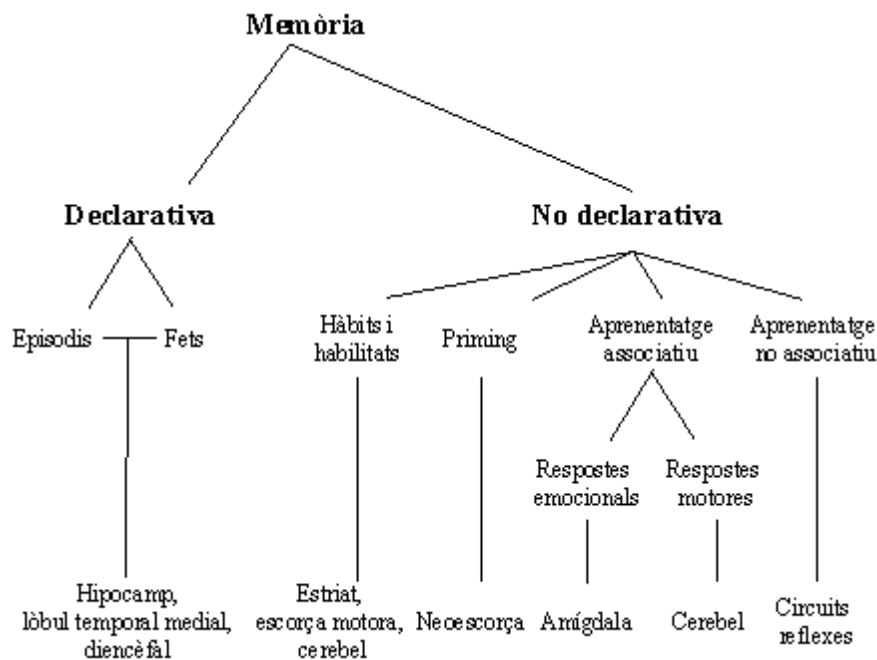 Memòria
Declarativa
No declarativa
Episodis
Fets
Hàbits i
habilitats
Priming
Aprenentatge
associatiu
Aprenentatge
no associatiu
Respostes
emocionals
Respostes
motores
Hipocamp,
lòbul temporal medial,
diencèfal
Estriat,
escorça motora,
cerebel
Neoescorça
Amígdala
Cerebel
Circuits
reflexes